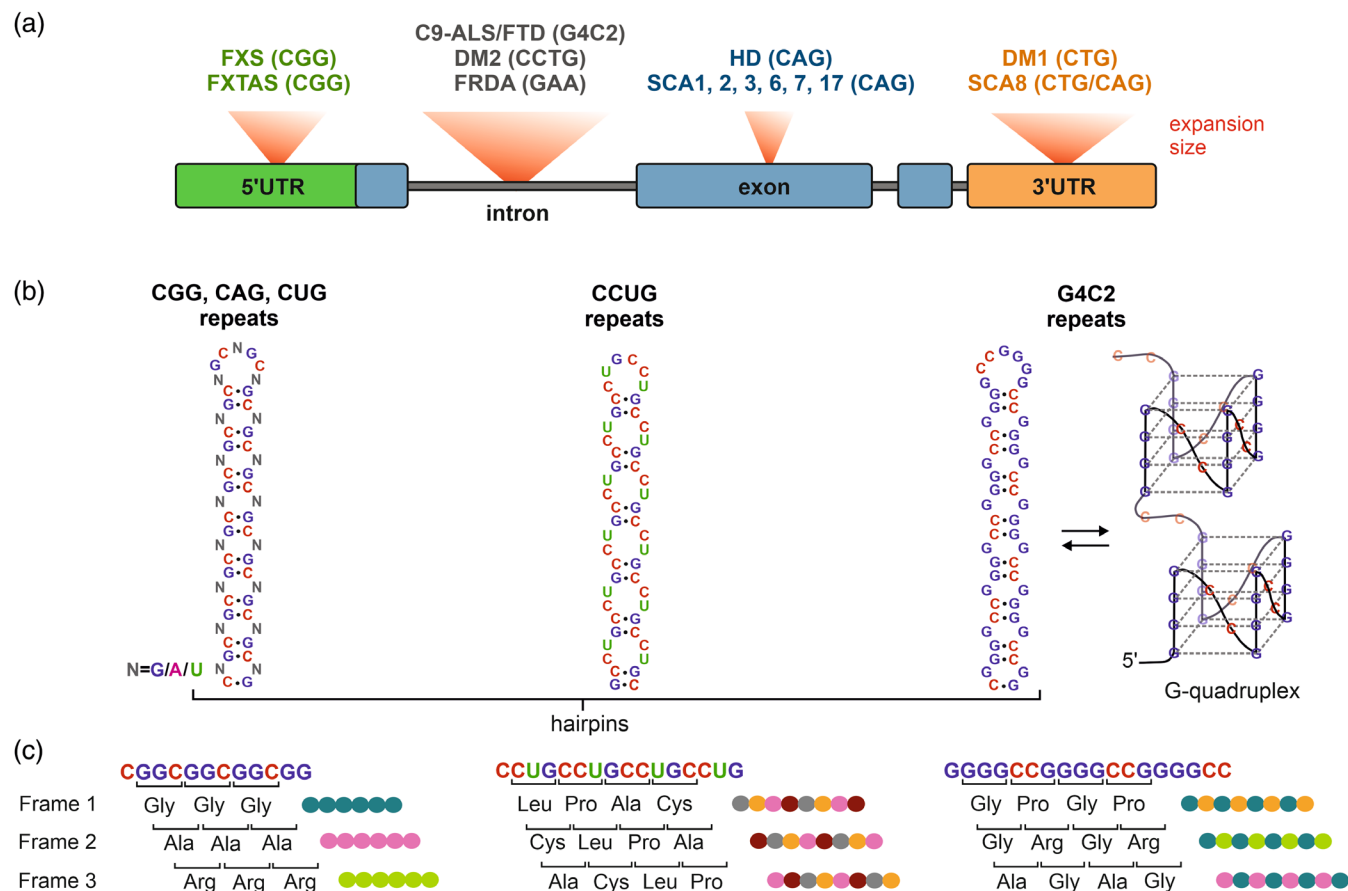 (a)
C9-ALS/FTD (G4C2)
FXS (CGG) DM2 (CCTG) HD (CAG) DM1 (CTG)
FXTAS (CGG) FRDA (GAA) SCA1, 2, 3, 6, 7, 17 (CAG) SCA8 (CTG/CAG)
expansion
size
5'UTR exon 3'UTR
intron
(b)
CGG, CAG, CUG CCUG G4C2
repeats repeats repeats
N=G/A/U
5'
G-quadruplex
hairpins
(c)
CGGCGGCGGCGG CCUGCCUGCCUGCCUG GGGGCCGGGGCCGGGGCC
Frame 1 Gly Gly Gly Leu Pro Ala Cys Gly Pro Gly Pro
Frame 2 Ala Ala Ala Cys Leu Pro Ala Gly Arg Gly Arg
Frame 3 Arg Arg Arg Ala Cys Leu Pro Ala Gly Ala Gly